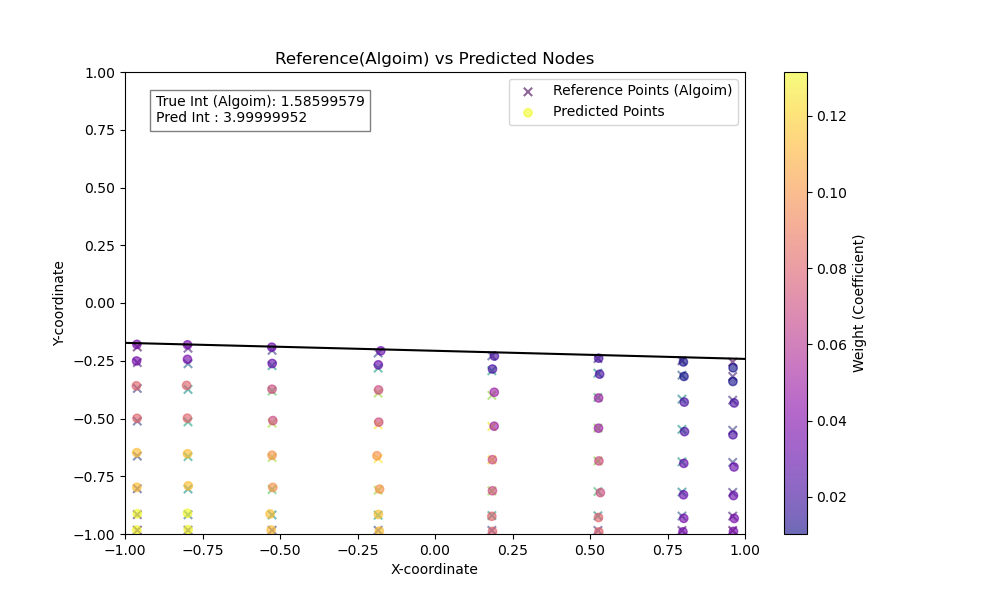 Reference(Algoim) vs Predicted Nodes
True Int (Algoim): 1.58599579
Pred Int : 3.99999952
Reference Points (Algoim)
Predicted Points
1.00
0.75
0.50
0.25
0.00
−0.25
−0.50
−0.75
−1.00
Y-coordinate
−1.00 −0.75 −0.50 −0.25 0.00 0.25 0.50 0.75 1.00
X-coordinate
0.12
0.10
0.08
0.06
0.04
0.02
Weight (Coefficient)